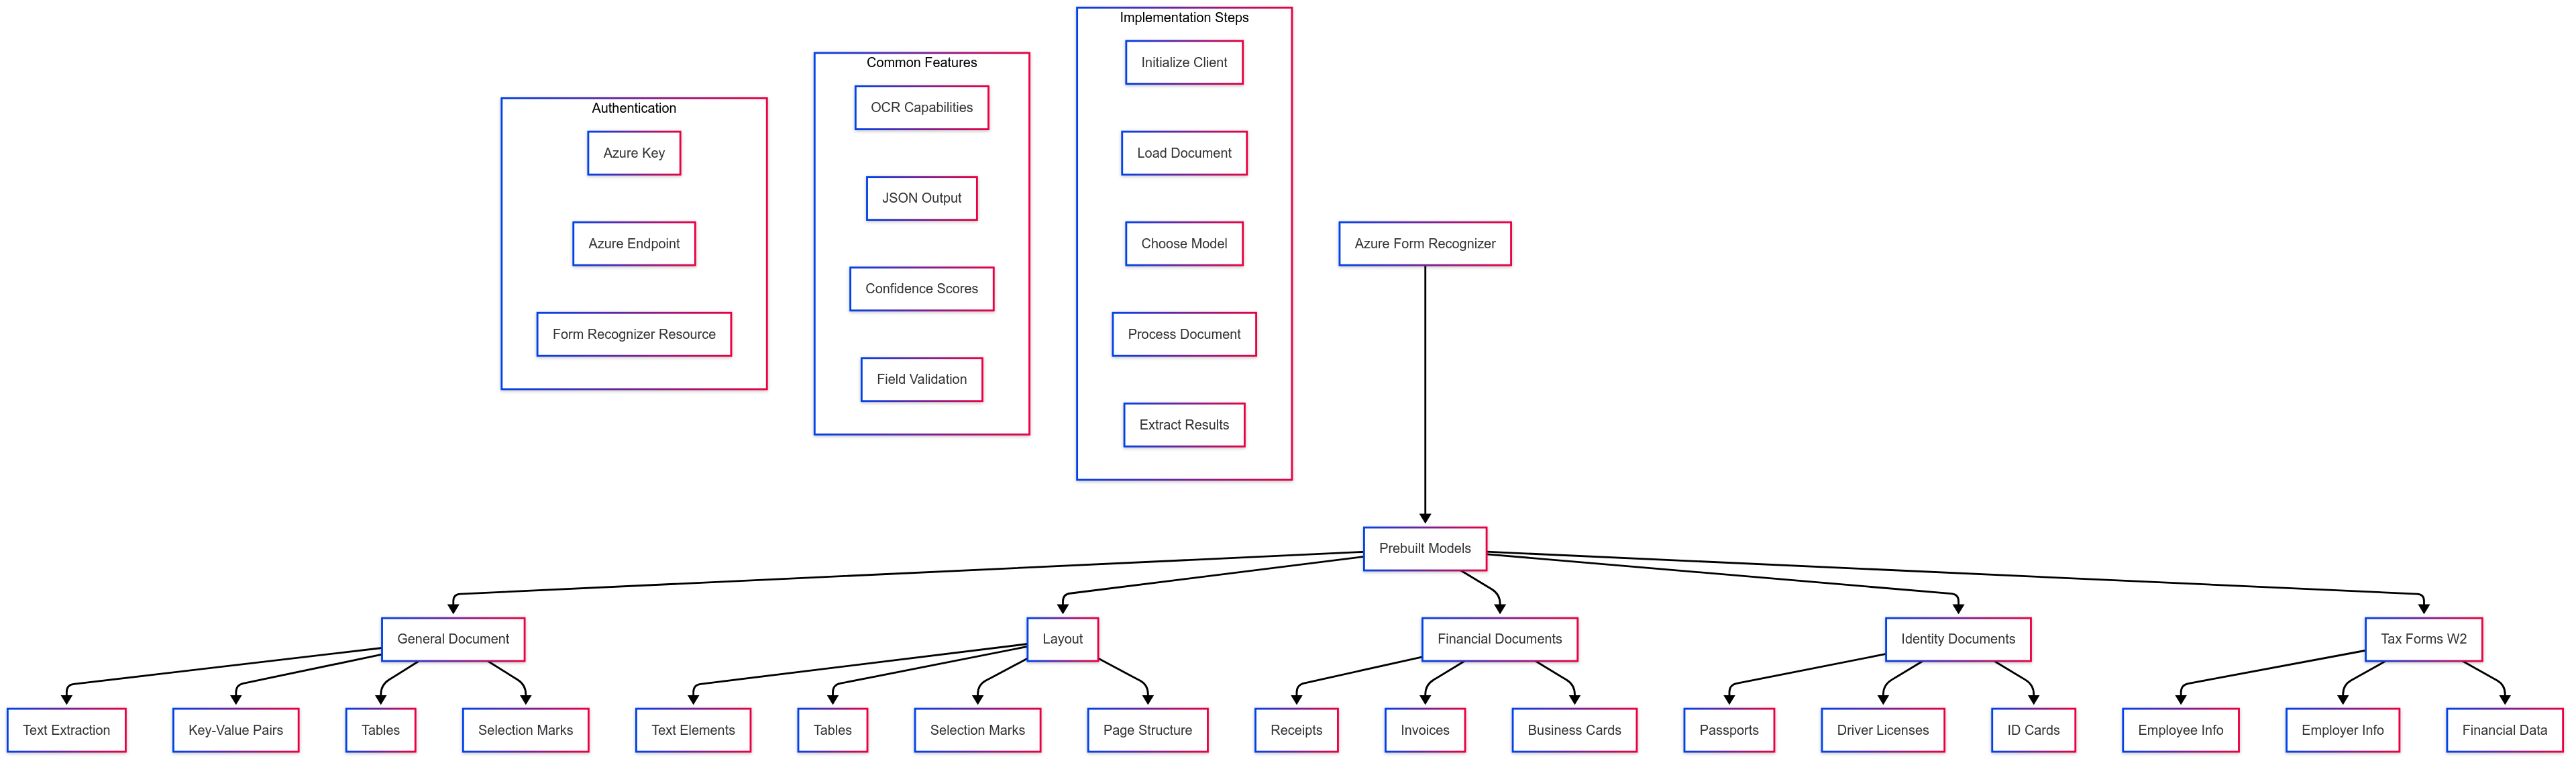 Implementation Steps
Initialize Client
Load Document
Choose Model
Process Document
Extract Results
Common Features
OCR Capabilities
JSON Output
Confidence Scores
Field Validation
Authentication
Azure Key
Azure Endpoint
Form Recognizer Resource
Azure Form Recognizer
Prebuilt Models
General Document
Layout
Financial Documents
Identity Documents
Tax Forms W2
Text Extraction
Key-Value Pairs
Tables
Selection Marks
Text Elements
Tables
Selection Marks
Page Structure
Receipts
Invoices
Business Cards
Passports
Driver Licenses
ID Cards
Employee Info
Employer Info
Financial Data